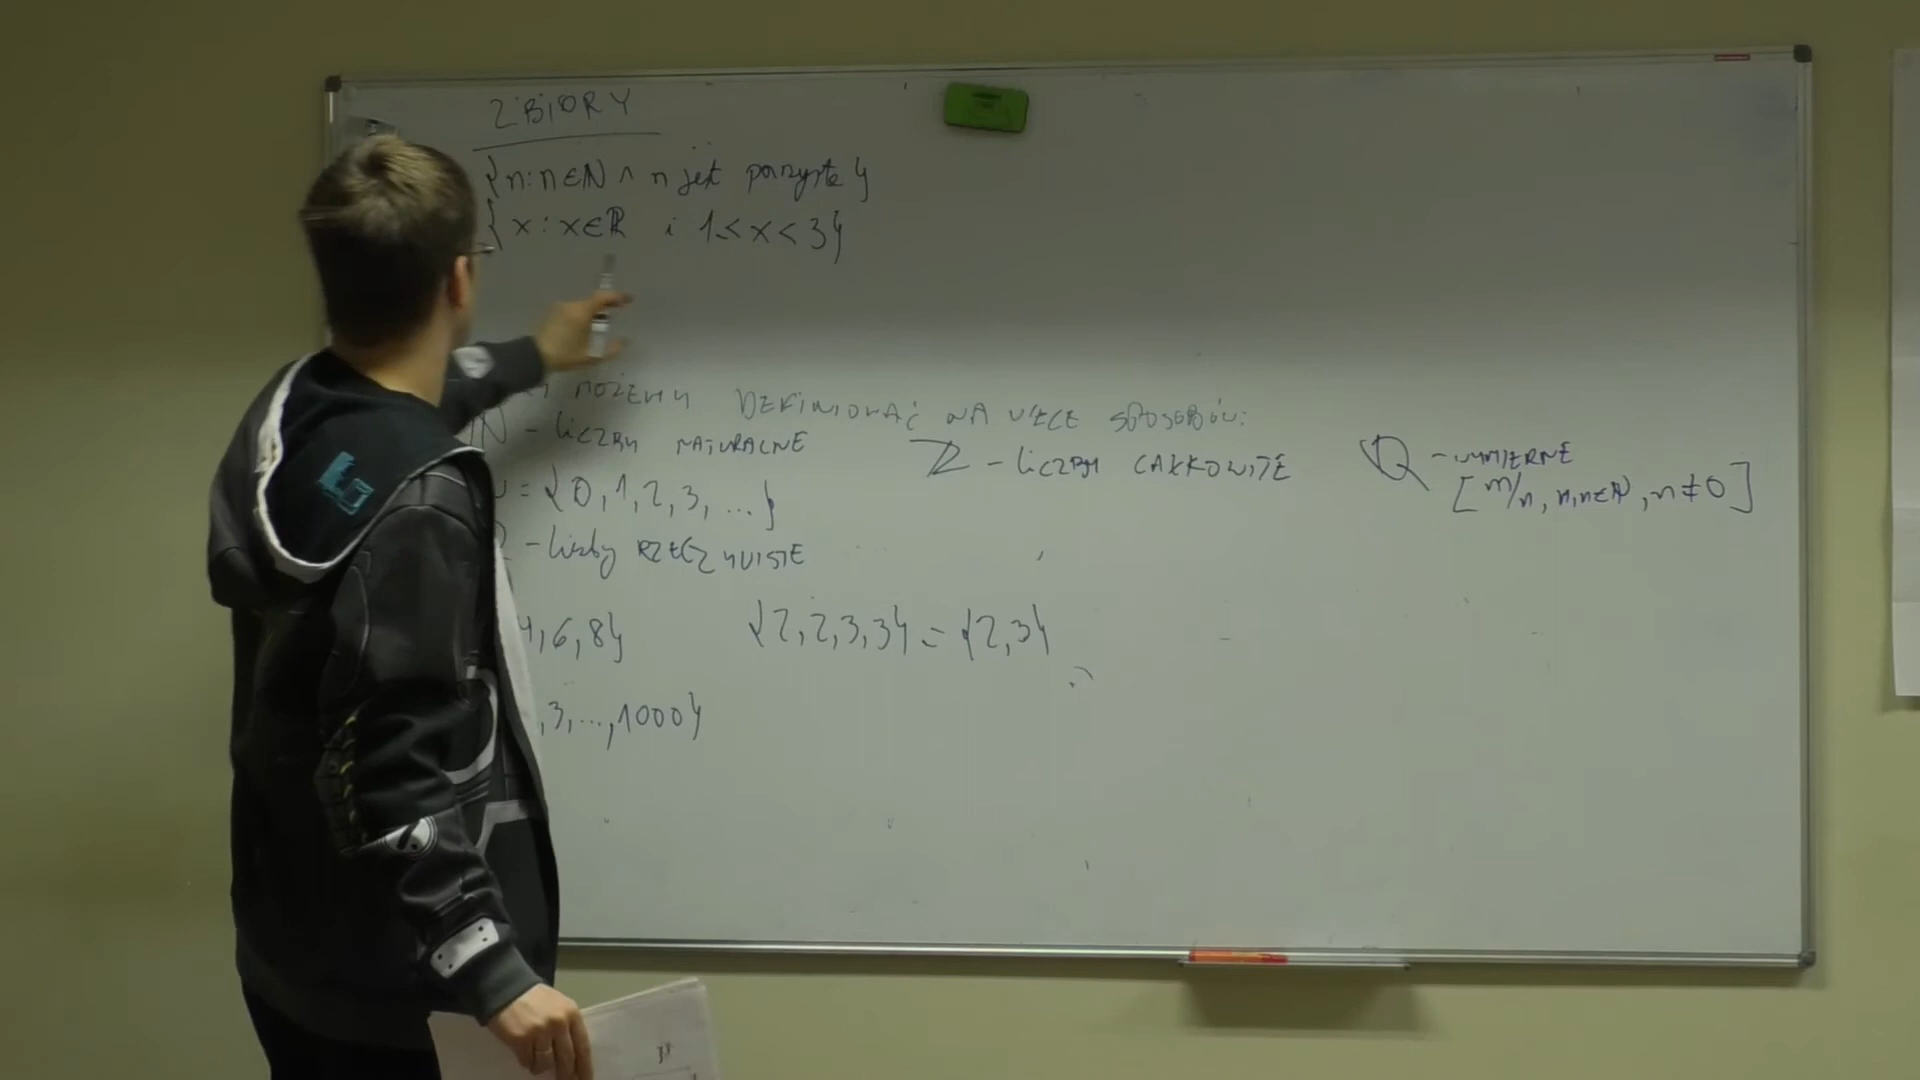 ZBIORY
{n: n∈ℕ ∧ n jest parzyste}
{x: x∈ℝ i 1<x<3}
MOŻEMY DEFINIOWAĆ NA WIELE SPOSOBÓW:
ℕ - LICZBY NATURALNE
= {0, 1, 2, 3, ...}
- liczby RZECZYWISTE
4, 6, 8}
, 3, ..., 1000}
ℤ - LICZBY CAŁKOWITE
ℚ - WYMIERNE
[m/n, n,n∈ℕ, n≠0]
{2,2,3,3} = {2,3}